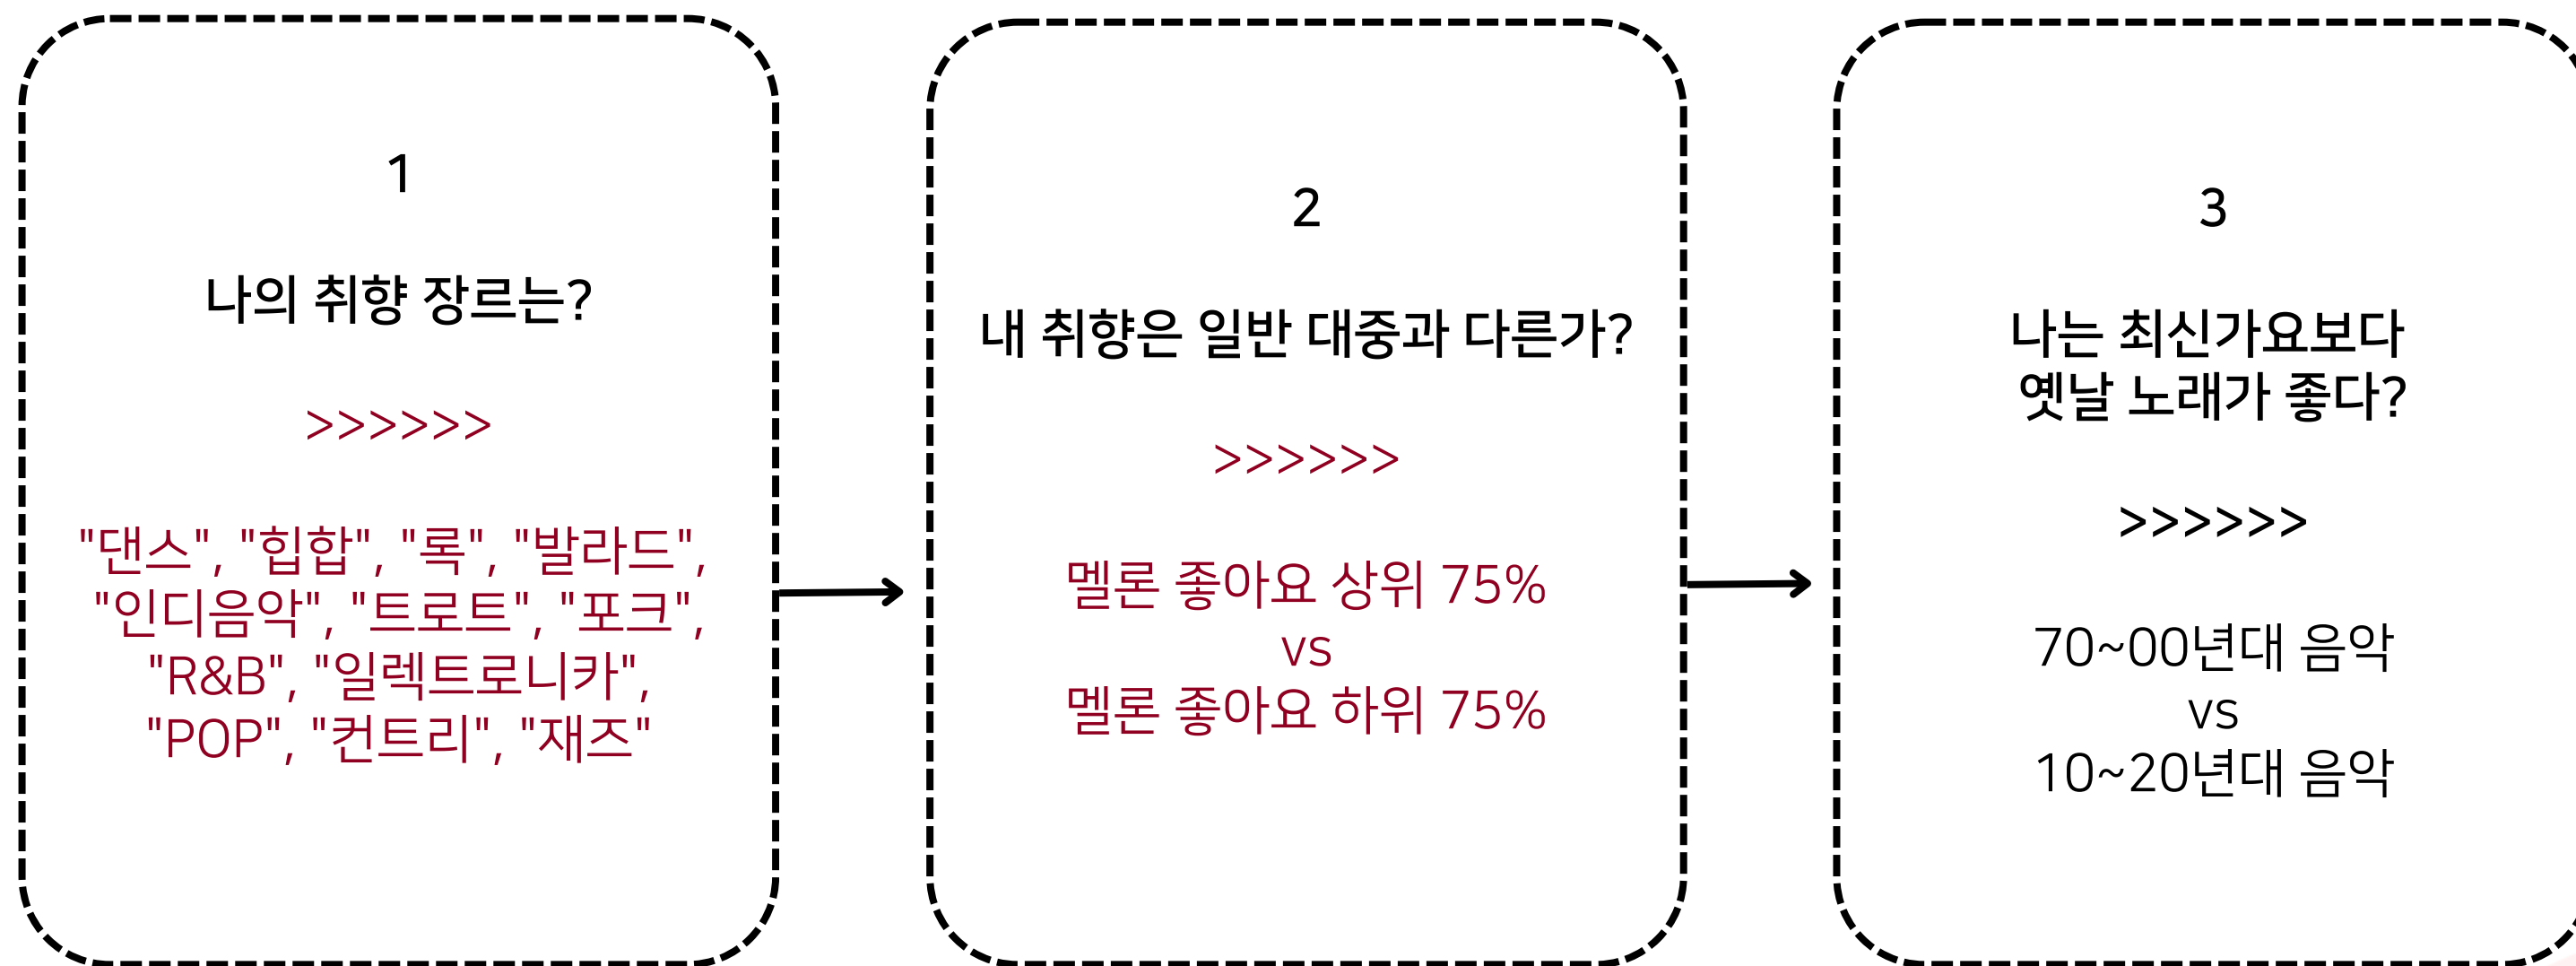 1
나의 취향 장르는?
>>>>>>
"댄스", "힙합", "록", "발라드",
"인디음악", "트로트", "포크",
"R&B", "일렉트로니카",
"POP", "컨트리", "재즈"
2
내 취향은 일반 대중과 다른가?
>>>>>>
멜론 좋아요 상위 75%
vs
멜론 좋아요 하위 75%
3
나는 최신가요보다
옛날 노래가 좋다?
>>>>>>
70~00년대 음악
vs
10~20년대 음악